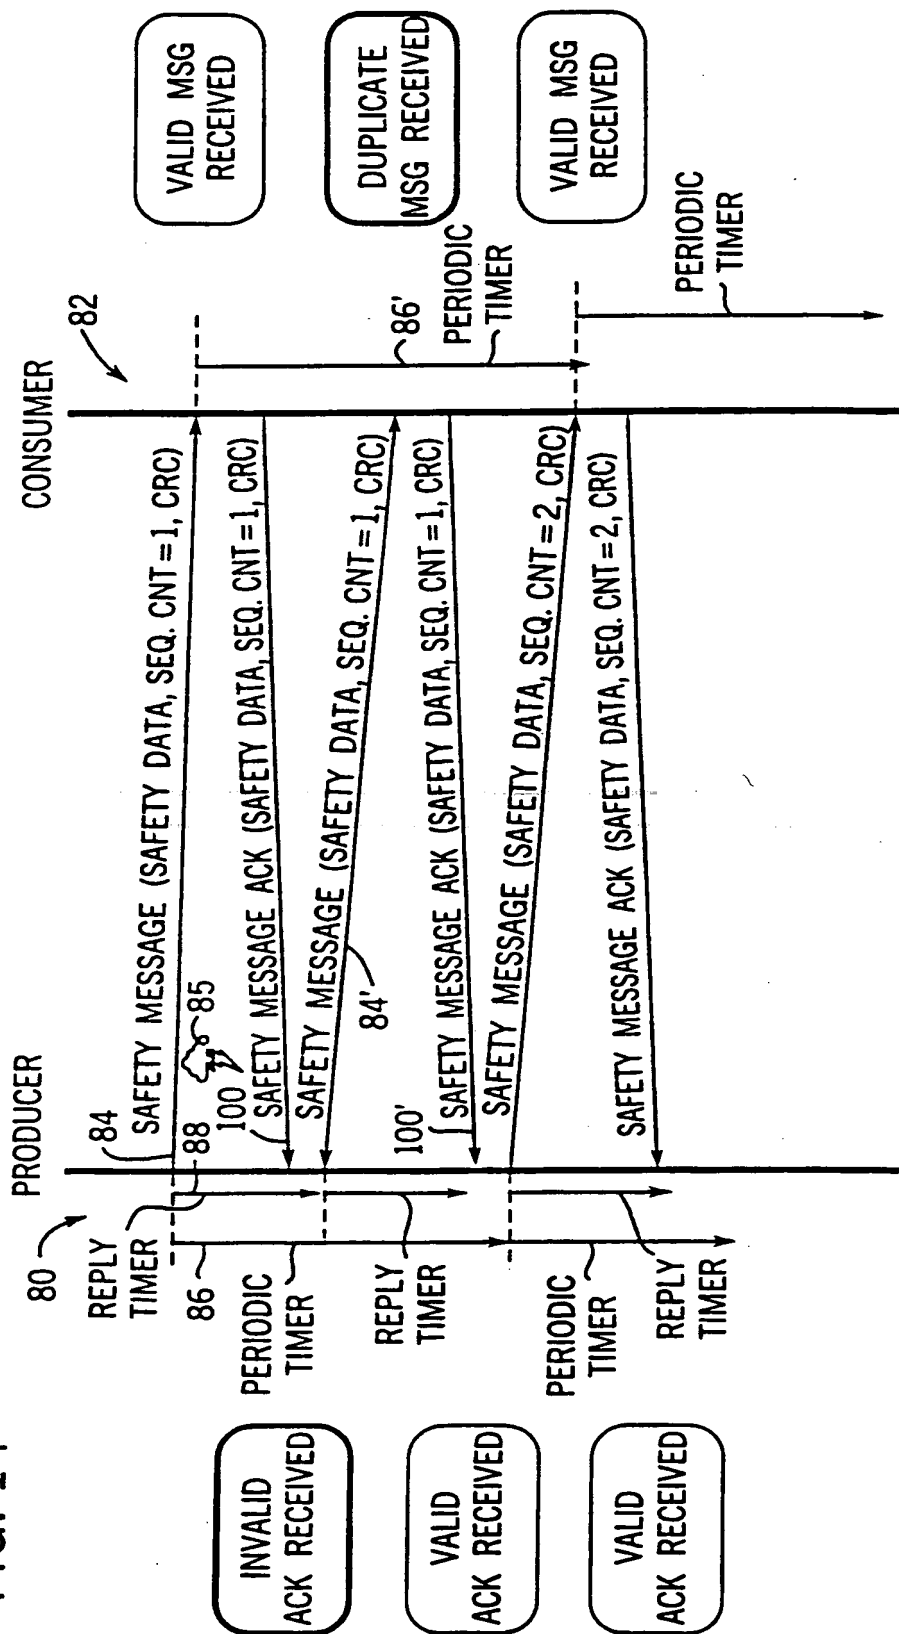 PRODUCER
CONSUMER
80
82
84
SAFETY MESSAGE (SAFETY DATA, SEQ. CNT=1, CRC)
VALID MSG
RECEIVED
REPLY
TIMER
88
85
86
100
SAFETY MESSAGE ACK (SAFETY DATA, SEQ. CNT=1, CRC)
INVALID
ACK RECEIVED
PERIODIC
TIMER
SAFETY MESSAGE (SAFETY DATA, SEQ. CNT=1, CRC)
84'
86'
DUPLICATE
MSG RECEIVED
REPLY
TIMER
100'
SAFETY MESSAGE ACK (SAFETY DATA, SEQ. CNT=1, CRC)
PERIODIC
TIMER
VALID
ACK RECEIVED
SAFETY MESSAGE (SAFETY DATA, SEQ. CNT=2, CRC)
VALID MSG
RECEIVED
PERIODIC
TIMER
SAFETY MESSAGE ACK (SAFETY DATA, SEQ. CNT=2, CRC)
REPLY
TIMER
PERIODIC
TIMER
VALID
ACK RECEIVED